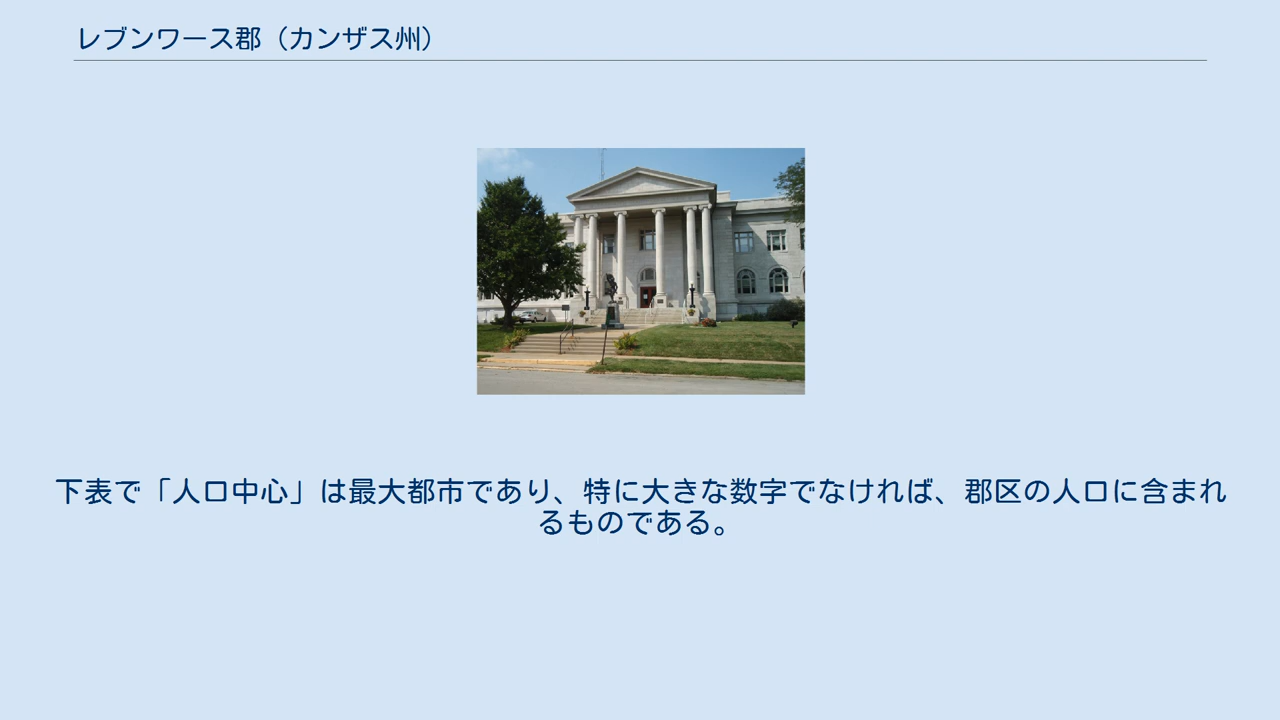 レブンワース郡（カンザス州）
下表で「人口中心」は最大都市であり、特に大きな数字でなければ、郡区の人口に含まれ
るものである。